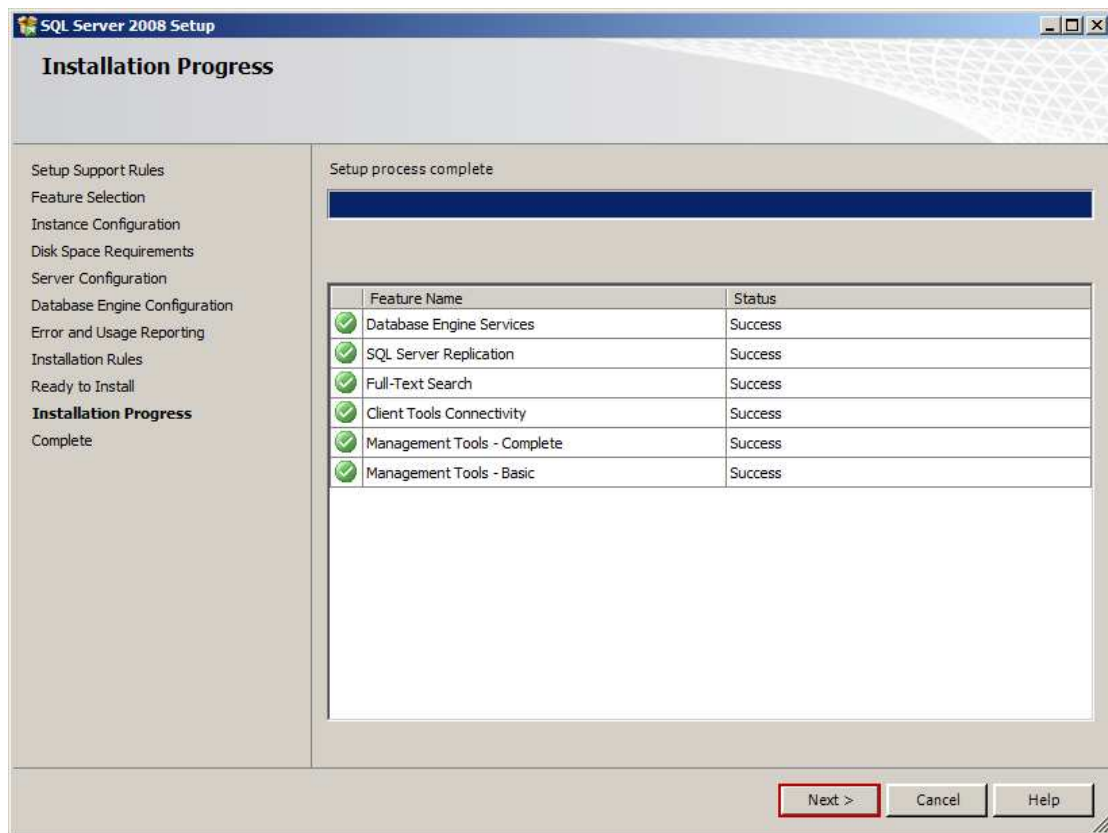 SQL Server 2008 Setup
Installation Progress
Setup Support Rules
Feature Selection
Instance Configuration
Disk Space Requirements
Server Configuration
Database Engine Configuration
Error and Usage Reporting
Installation Rules
Ready to Install
Installation Progress
Complete
Setup process complete
Feature Name Status
Database Engine Services Success
SQL Server Replication Success
Full-Text Search Success
Client Tools Connectivity Success
Management Tools - Complete Success
Management Tools - Basic Success
Next > Cancel Help